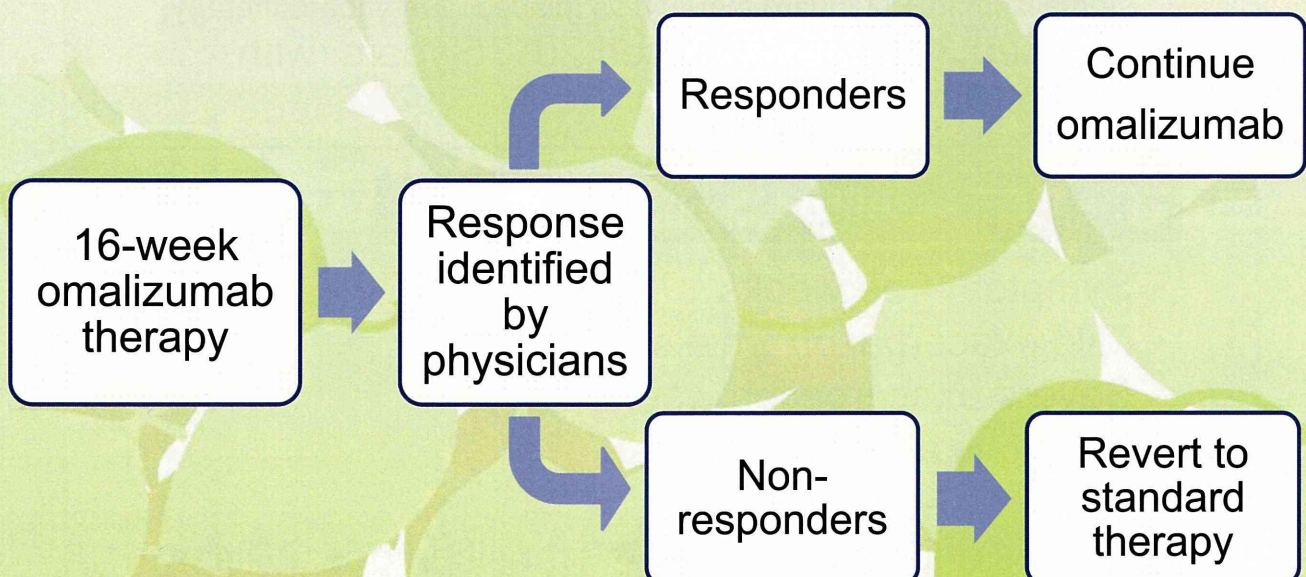 16-week
omalizumab
therapy
Response
identified
by
physicians
Responders
Continue
omalizumab
Non-
responders
Revert to
standard
therapy